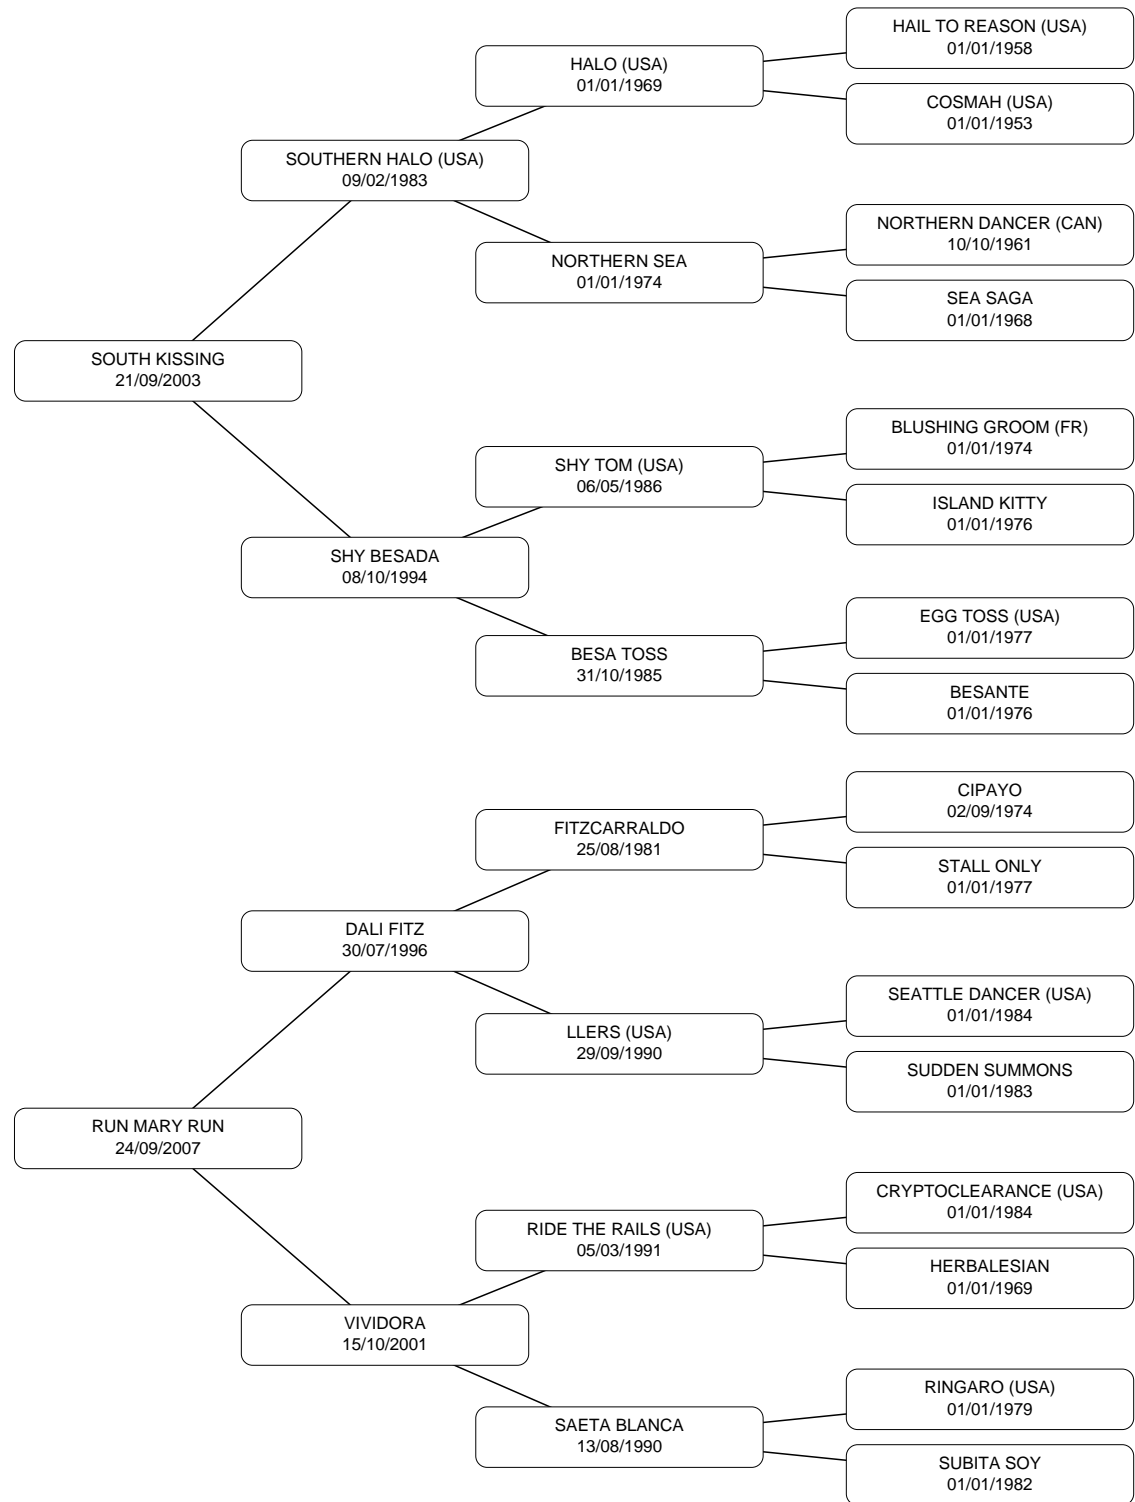 HAIL TO REASON (USA)
01/01/1958
HALO (USA)
01/01/1969
COSMAH (USA)
01/01/1953
SOUTHERN HALO (USA)
09/02/1983
NORTHERN DANCER (CAN)
10/10/1961
NORTHERN SEA
01/01/1974
SEA SAGA
01/01/1968
SOUTH KISSING
21/09/2003
BLUSHING GROOM (FR)
01/01/1974
SHY TOM (USA)
06/05/1986
ISLAND KITTY
01/01/1976
SHY BESADA
08/10/1994
EGG TOSS (USA)
01/01/1977
BESA TOSS
31/10/1985
BESANTE
01/01/1976
CIPAYO
02/09/1974
FITZCARRALDO
25/08/1981
STALL ONLY
01/01/1977
DALI FITZ
30/07/1996
SEATTLE DANCER (USA)
01/01/1984
LLERS (USA)
29/09/1990
SUDDEN SUMMONS
01/01/1983
RUN MARY RUN
24/09/2007
CRYPTOCLEARANCE (USA)
01/01/1984
RIDE THE RAILS (USA)
05/03/1991
HERBALESIAN
01/01/1969
VIVIDORA
15/10/2001
RINGARO (USA)
01/01/1979
SAETA BLANCA
13/08/1990
SUBITA SOY
01/01/1982